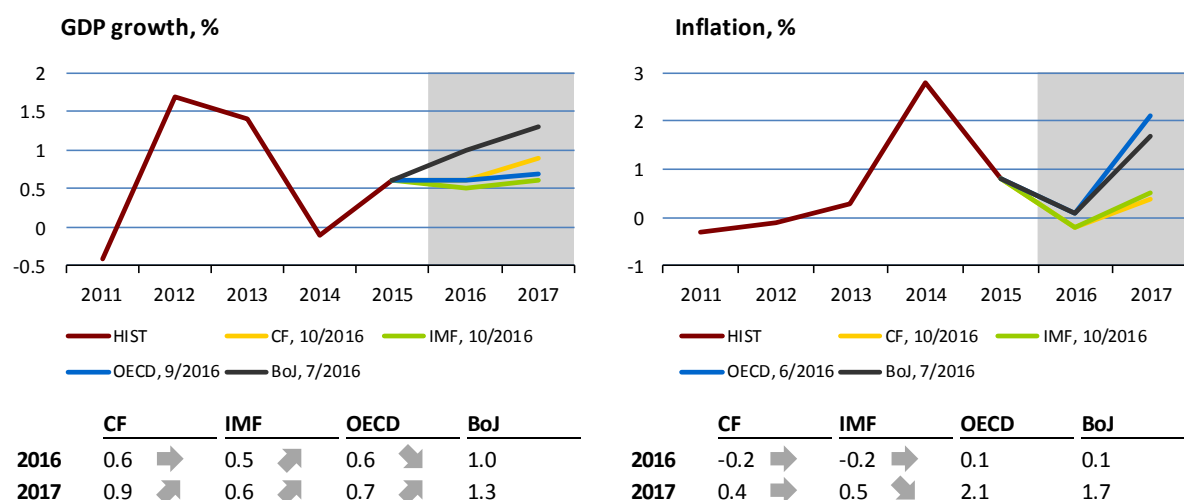 GDP growth, %
2
1.5
1
0.5
0
-0.5
2011 2012 2013 2014 2015 2016 2017
HIST CF, 10/2016 IMF, 10/2016
OECD, 9/2016 BoJ, 7/2016
CF IMF OECD BoJ
2016 0.6 0.5 0.6 1.0
2017 0.9 0.6 0.7 1.3
Inflation, %
3
2
1
0
-1
2011 2012 2013 2014 2015 2016 2017
HIST CF, 10/2016 IMF, 10/2016
OECD, 6/2016 BoJ, 7/2016
CF IMF OECD BoJ
2016 -0.2 -0.2 0.1 0.1
2017 0.4 0.5 2.1 1.7